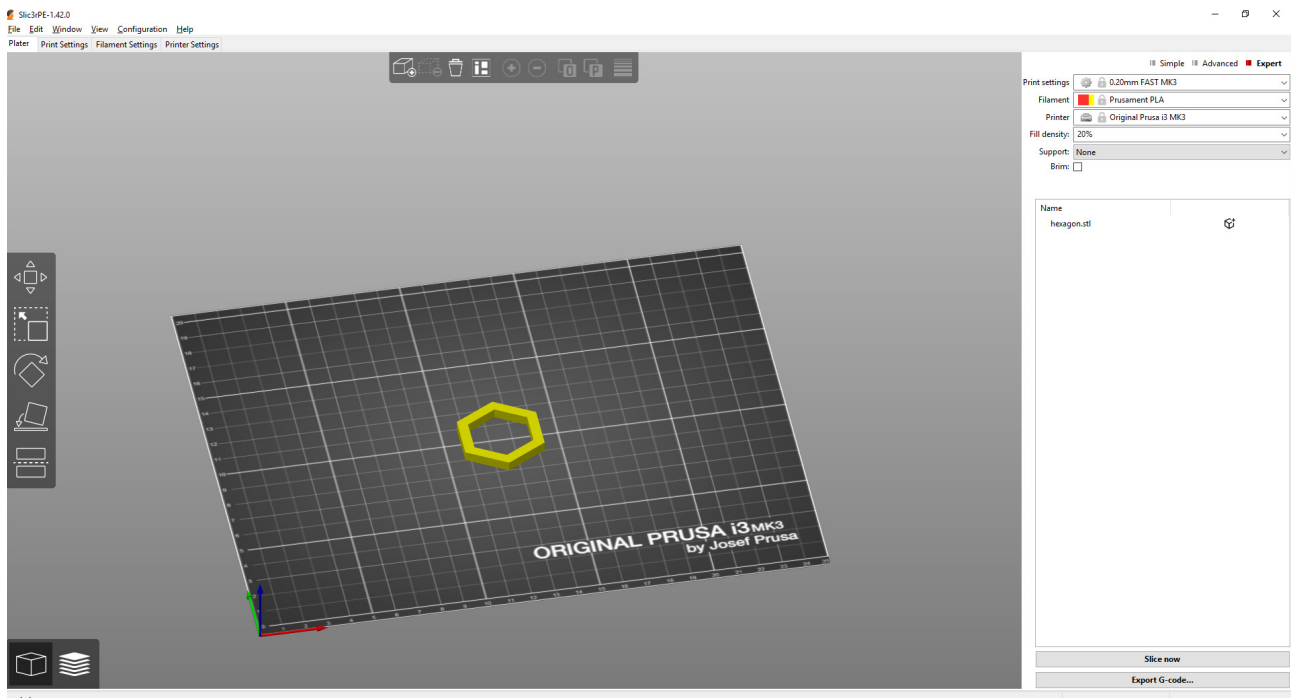 Slic3rPE-1.42.0
File Edit Window View Configuration Help
Plater Print Settings Filament Settings Printer Settings
Simple Advanced Expert
Print settings 0.20mm FAST MK3
Filament Prusament PLA
Printer Original Prusa i3 MK3
Fill density: 20%
Support: None
Brim:
Name
hexagon.stl
ORIGINAL PRUSA i3 MK3
by Josef Prusa
Slice now
Export G-code...